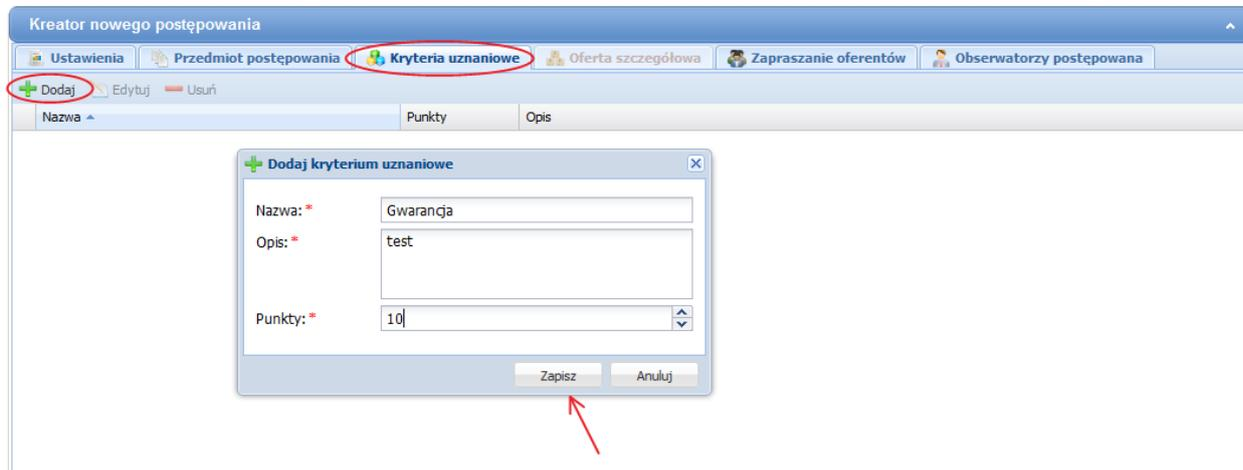 Kreator nowego postępowania
Ustawienia Przedmiot postępowania Kryteria uznaniowe Oferta szczegółowa Zapraszanie oferentów Obserwatorzy postępowana
Dodaj Edytuj Usuń
Nazwa Punkty Opis
Dodaj kryterium uznaniowe
Nazwa: * Gwarancja
Opis: * test
Punkty: * 10
Zapisz Anuluj